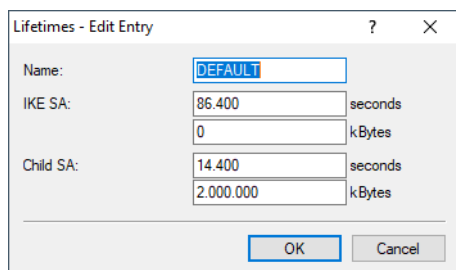 Lifetimes - Edit Entry ?
Name: DEFAULT
IKE SA: 86.400 seconds
0 kBytes
Child SA: 14.400 seconds
2.000.000 kBytes
OK Cancel